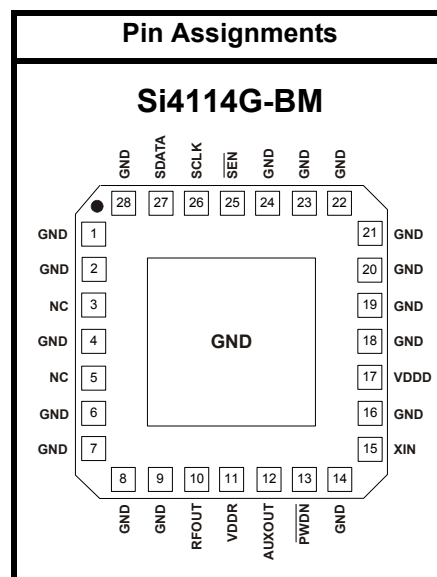 Pin Assignments
Si4114G-BM
GND
SDATA
SCLK
SEN
GND
GND
GND
28
27
26
25
24
23
22
GND 1
GND 2
NC 3
GND 4
NC 5
GND 6
GND 7
GND
21 GND
20 GND
19 GND
18 GND
17 VDDD
16 GND
15 XIN
8
9
10
11
12
13
14
GND
GND
RFOUT
VDDR
AUXOUT
PWDN
GND